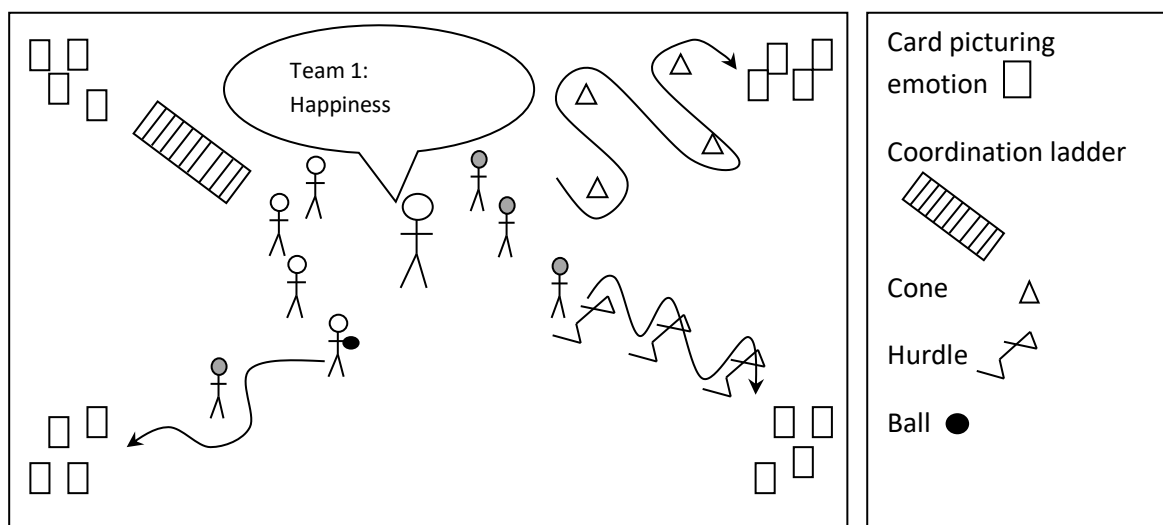 Team 1:
Happiness
Card picturing
emotion
Coordination ladder
Cone
Hurdle
Ball